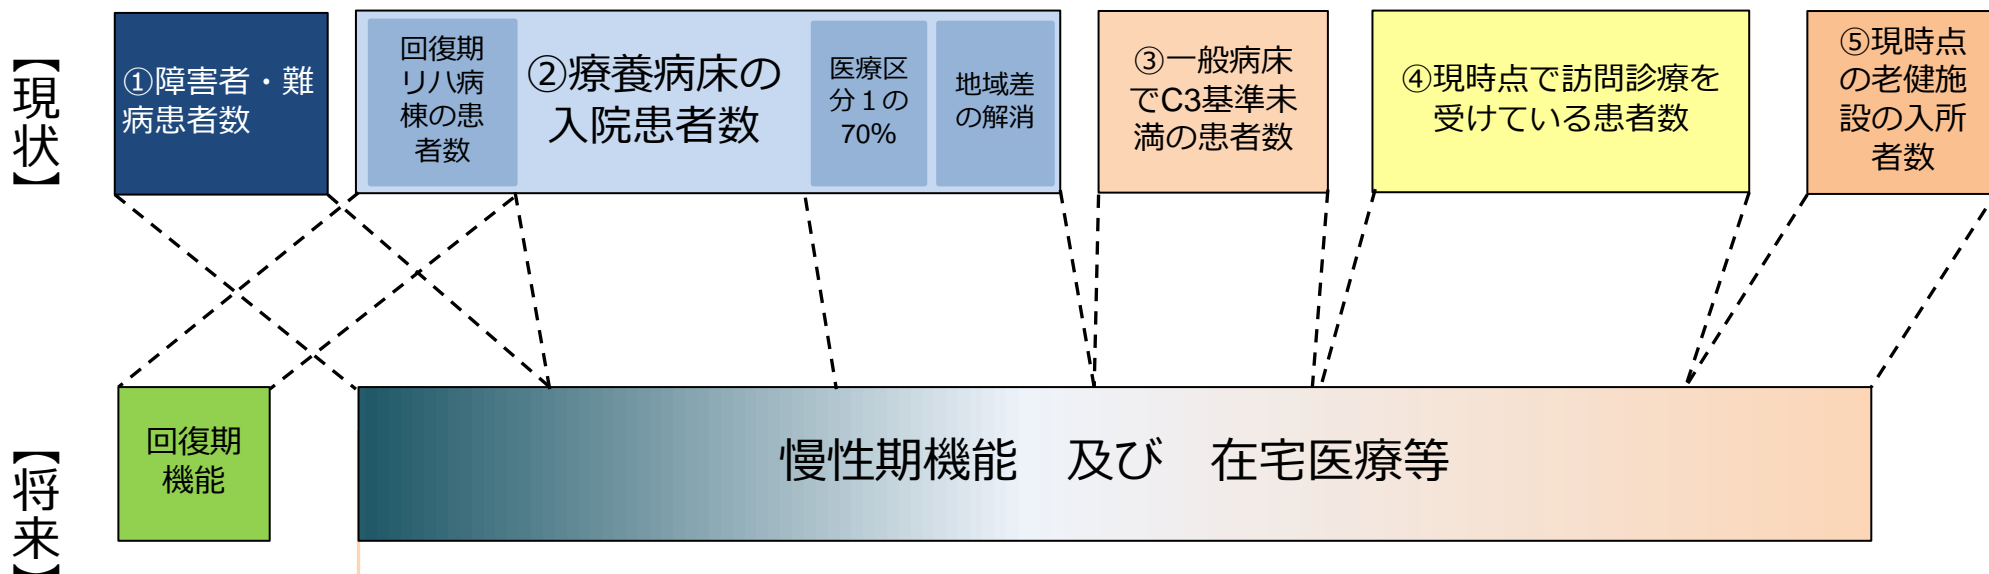 【現状】
①障害者・難
病患者数
回復期
リハ病
棟の患
者数
②療養病床の
入院患者数
医療区
分１の
70%
地域差
の解消
③一般病床
でC3基準未
満の患者数
④現時点で訪問診療を
受けている患者数
⑤現時点
の老健施
設の入所
者数
【将来】
回復期
機能
慢性期機能　及び　在宅医療等